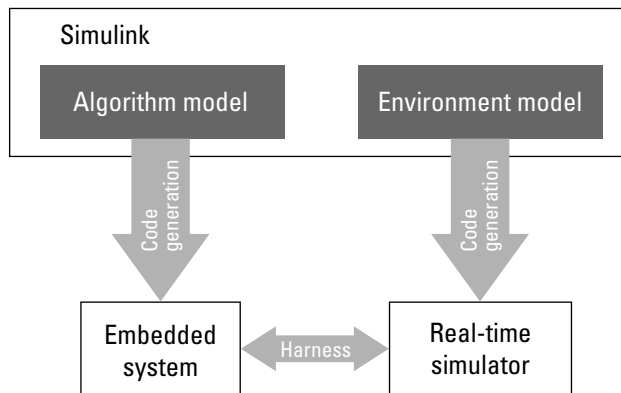 Simulink
Algorithm model
Environment model
Code
generation
Code
generation
Embedded
system
Harness
Real-time
simulator